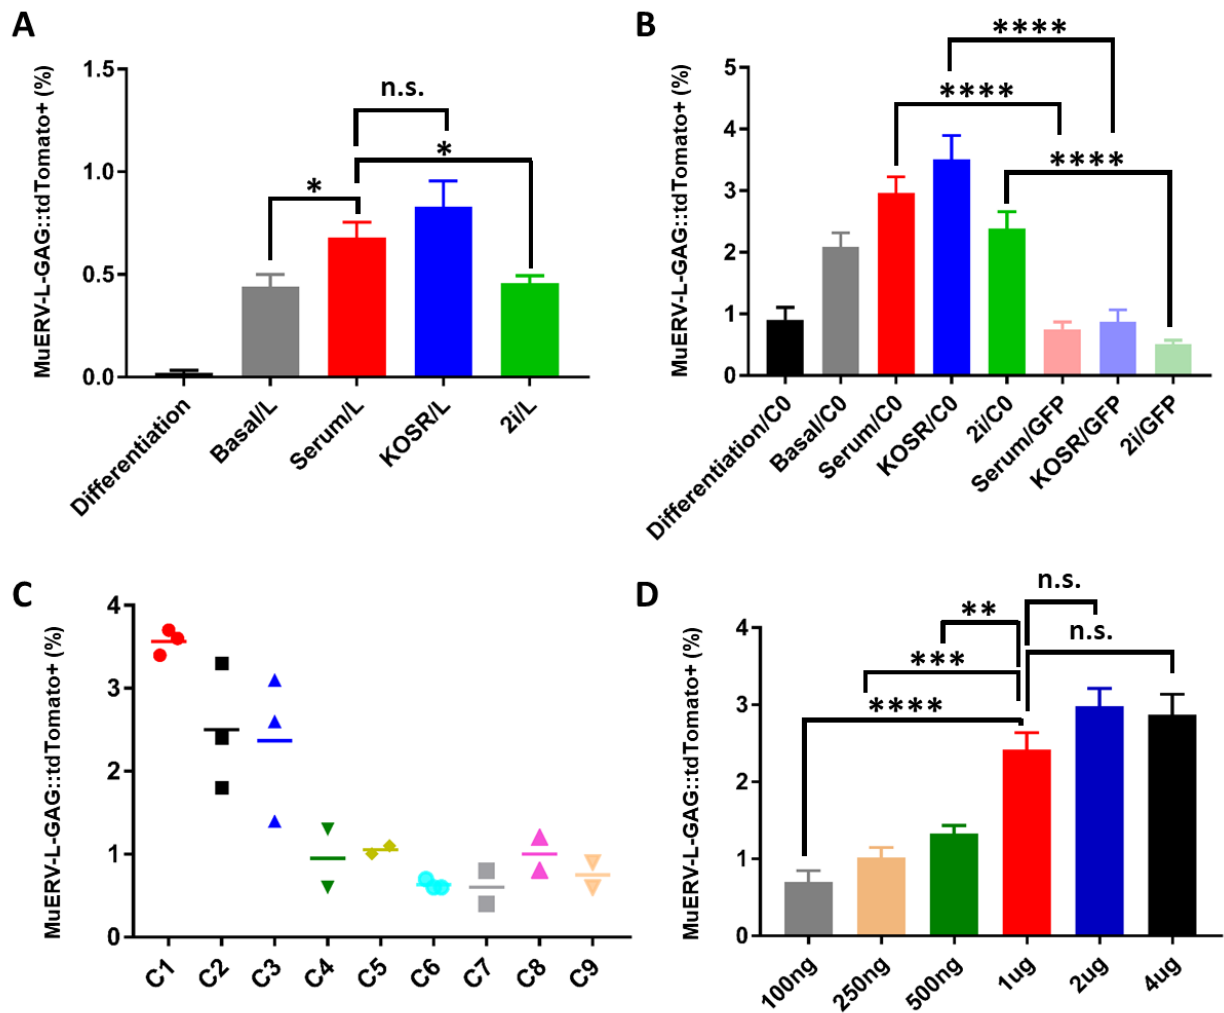 A
MuERV-L-GAG::tdTomato+ (%)
1.5
1.0
0.5
0.0
n.s.
*
*
Differentiation
Basal/L
Serum/L
KOSR/L
2i/L
B
MuERV-L-GAG::tdTomato+ (%)
5
4
3
2
1
0
****
****
****
Differentiation/C0
Basal/C0
Serum/C0
KOSR/C0
2i/C0
Serum/GFP
KOSR/GFP
2i/GFP
C
MuERV-L-GAG::tdTomato+ (%)
4
3
2
1
0
C1
C2
C3
C4
C5
C6
C7
C8
C9
D
MuERV-L-GAG::tdTomato+ (%)
4
3
2
1
0
n.s.
**
n.s.
***
****
100ng
250ng
500ng
1ug
2ug
4ug